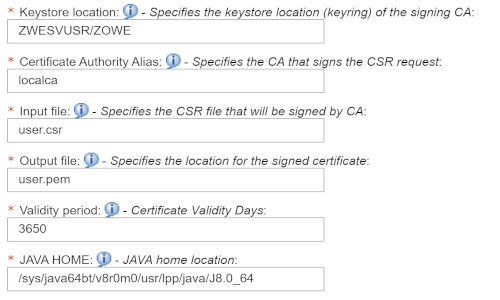 * Keystore location: - Specifies the keystore location (keyring) of the signing CA:
ZWESVUSR/ZOWE
* Certificate Authority Alias: - Specifies the CA that signs the CSR request:
localca
* Input file: - Specifies the CSR file that will be signed by CA:
user.csr
* Output file: - Specifies the location for the signed certificate:
user.pem
* Validity period: - Certificate Validity Days:
3650
* JAVA HOME: - JAVA home location:
/sys/java64bt/v8r0m0/usr/lpp/java/J8.0_64